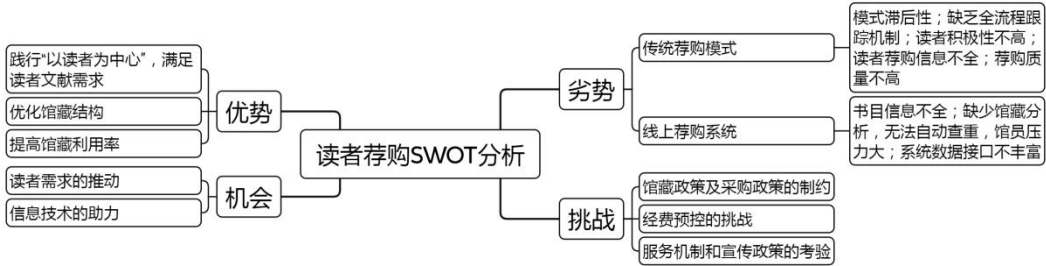 读者荐购SWOT分析
优势
践行“以读者为中心”，满足
读者文献需求
优化馆藏结构
提高馆藏利用率
机会
读者需求的推动
信息技术的助力
劣势
传统荐购模式
模式滞后性；缺乏全流程跟
踪机制；读者积极性不高；
读者荐购信息不全；荐购质
量不高
线上荐购系统
书目信息不全；缺少馆藏分
析，无法自动查重，馆员压
力大；系统数据接口不丰富
挑战
馆藏政策及采购政策的制约
经费预控的挑战
服务机制和宣传政策的考验